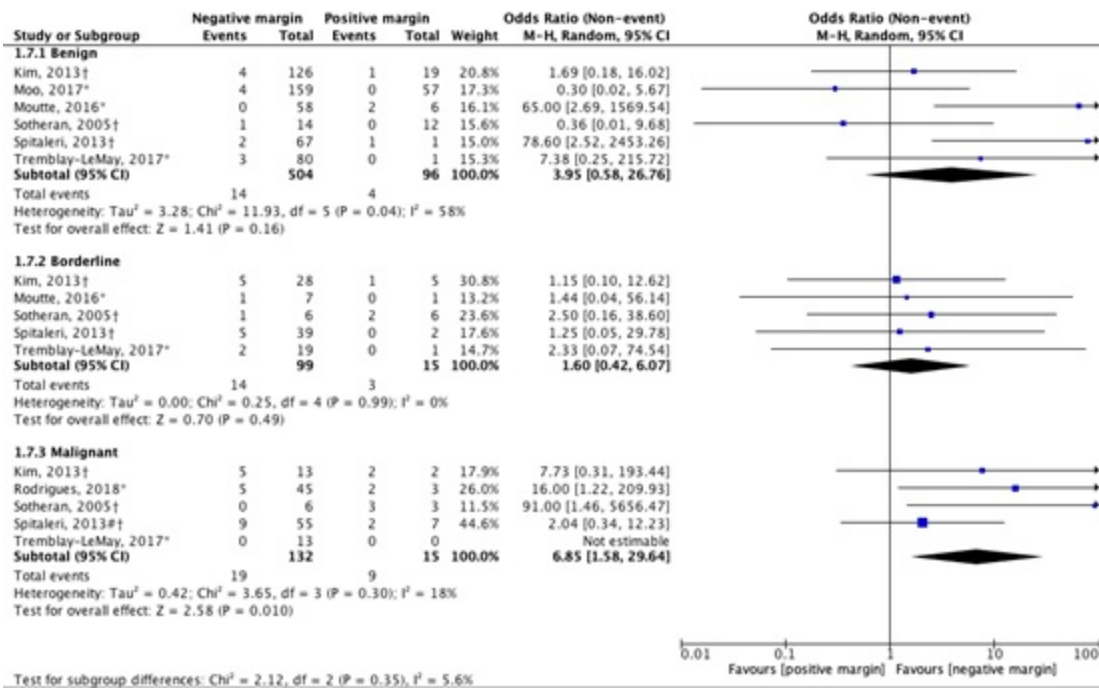 Negative margin Positive margin Odds Ratio (Non-event) Odds Ratio (Non-event)
Study or Subgroup Events Total Events Total Weight M-H, Random, 95% CI M-H, Random, 95% CI
1.7.1 Benign
Kim, 2013† 4 126 1 19 20.8% 1.69 [0.18, 16.02]
Moo, 2017* 4 159 0 57 17.3% 0.30 [0.02, 5.67]
Moutte, 2016* 0 58 2 6 16.1% 65.00 [2.69, 1569.54]
Sotheran, 2005† 1 14 0 12 15.6% 0.36 [0.01, 9.68]
Spitaleri, 2013† 2 67 1 1 15.0% 78.60 [2.52, 2453.26]
Tremblay-LeMay, 2017* 3 80 0 1 15.3% 7.38 [0.25, 215.72]
Subtotal (95% CI) 504 96 100.0% 3.95 [0.58, 26.76]
Total events 14 4
Heterogeneity: Tau² = 3.28; Chi² = 11.93, df = 5 (P = 0.04); I² = 58%
Test for overall effect: Z = 1.41 (P = 0.16)
1.7.2 Borderline
Kim, 2013† 5 28 1 5 30.8% 1.15 [0.10, 12.62]
Moutte, 2016* 1 7 0 1 13.2% 1.44 [0.04, 56.14]
Sotheran, 2005† 1 6 2 6 23.6% 2.50 [0.16, 38.60]
Spitaleri, 2013† 5 39 0 2 17.6% 1.25 [0.05, 29.78]
Tremblay-LeMay, 2017* 2 19 0 1 14.7% 2.33 [0.07, 74.54]
Subtotal (95% CI) 99 15 100.0% 1.60 [0.42, 6.07]
Total events 14 3
Heterogeneity: Tau² = 0.00; Chi² = 0.25, df = 4 (P = 0.99); I² = 0%
Test for overall effect: Z = 0.70 (P = 0.49)
1.7.3 Malignant
Kim, 2013† 5 13 2 2 17.9% 7.73 [0.31, 193.44]
Rodrigues, 2018* 5 45 2 3 26.0% 16.00 [1.22, 209.93]
Sotheran, 2005† 0 6 3 3 11.5% 91.00 [1.46, 5656.47]
Spitaleri, 2013#† 9 55 2 7 44.6% 2.04 [0.34, 12.23]
Tremblay-LeMay, 2017* 0 13 0 0 Not estimable
Subtotal (95% CI) 132 15 100.0% 6.85 [1.58, 29.64]
Total events 19 9
Heterogeneity: Tau² = 0.42; Chi² = 3.65, df = 3 (P = 0.30); I² = 18%
Test for overall effect: Z = 2.58 (P = 0.010)
0.01 0.1 1 10 100
Favours [positive margin] Favours [negative margin]
Test for subgroup differences: Chi² = 2.12, df = 2 (P = 0.35), I² = 5.6%